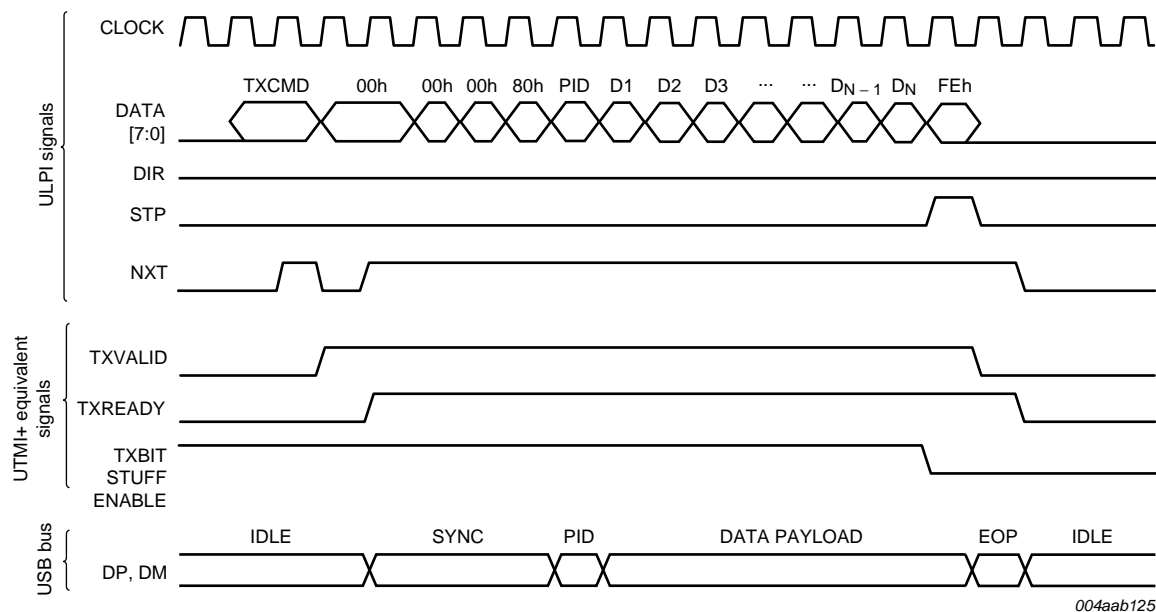 ULPI signals
CLOCK
TXCMD 00h 00h 00h 80h PID D1 D2 D3 ... ... DN – 1 DN FEh
DATA
[7:0]
DIR
STP
NXT
UTMI+ equivalent
signals
TXVALID
TXREADY
TXBIT
STUFF
ENABLE
USB bus
IDLE SYNC PID DATA PAYLOAD EOP IDLE
DP, DM
004aab125